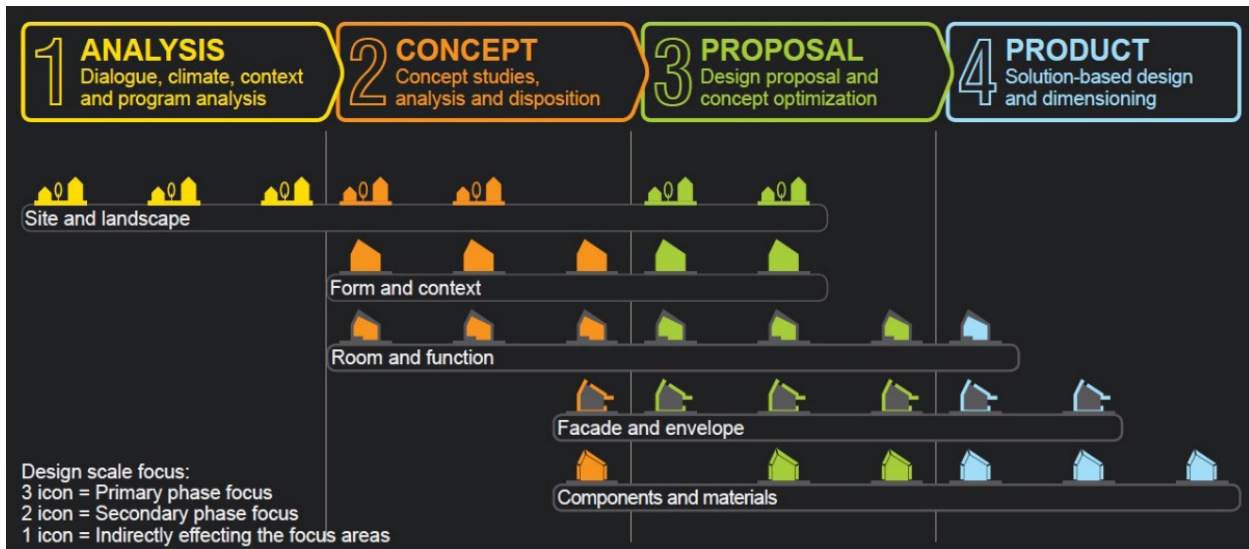 1 ANALYSIS
Dialogue, climate, context
and program analysis
2 CONCEPT
Concept studies,
analysis and disposition
3 PROPOSAL
Design proposal and
concept optimization
4 PRODUCT
Solution-based design
and dimensioning
Site and landscape
Form and context
Room and function
Facade and envelope
Components and materials
Design scale focus:
3 icon = Primary phase focus
2 icon = Secondary phase focus
1 icon = Indirectly effecting the focus areas